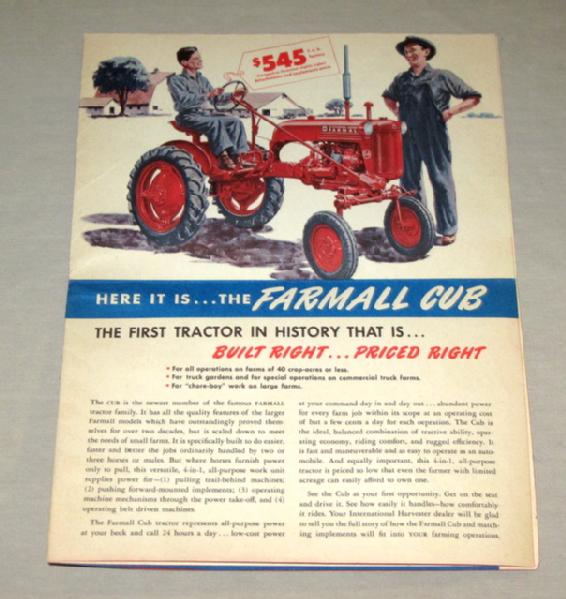 $545 f. o. b.
factory
HERE IT IS...THE FARMALL CUB
THE FIRST TRACTOR IN HISTORY THAT IS...
BUILT RIGHT... PRICED RIGHT
• For all operations on farms of 40 crop-acres or less.
• For truck gardens and for special operations on commercial truck farms.
• For "chore-boy" work on large farms.
The CUB is the newest member of the famous FARMALL
tractor family. It has all the quality features of the larger
Farmall models which have outstandingly proved them-
selves for over two decades, but is scaled down to meet
the needs of small farms. It is specifically built to do easier,
faster and better the jobs ordinarily handled by two or
three horses or mules. But where horses furnish power
only to pull, this versatile, 4-in-1, all-purpose work unit
supplies power for—(1) pulling trail-behind machines;
(2) pushing forward-mounted implements; (3) operating
machine mechanisms through the power take-off, and (4)
operating belt driven machines.
The Farmall Cub tractor represents all-purpose power
at your beck and call 24 hours a day... low-cost power
at your command day in and day out... abundant power
for every farm job within its scope at an operating cost
of but a few cents a day for each operation. The Cub is
the ideal, balanced combination of tractive ability, oper-
ating economy, riding comfort, and rugged efficiency. It
is fast and maneuverable and as easy to operate as an auto-
mobile. And equally important, this 4-in-1, all-purpose
tractor is priced so low that even the farmer with limited
acreage can easily afford to own one.
See the Cub at your first opportunity. Get on the seat
and drive it. See how easily it handles—how comfortably
it rides. Your International Harvester dealer will be glad
to tell you the full story of how the Farmall Cub and match-
ing implements will fit into YOUR farming operations.